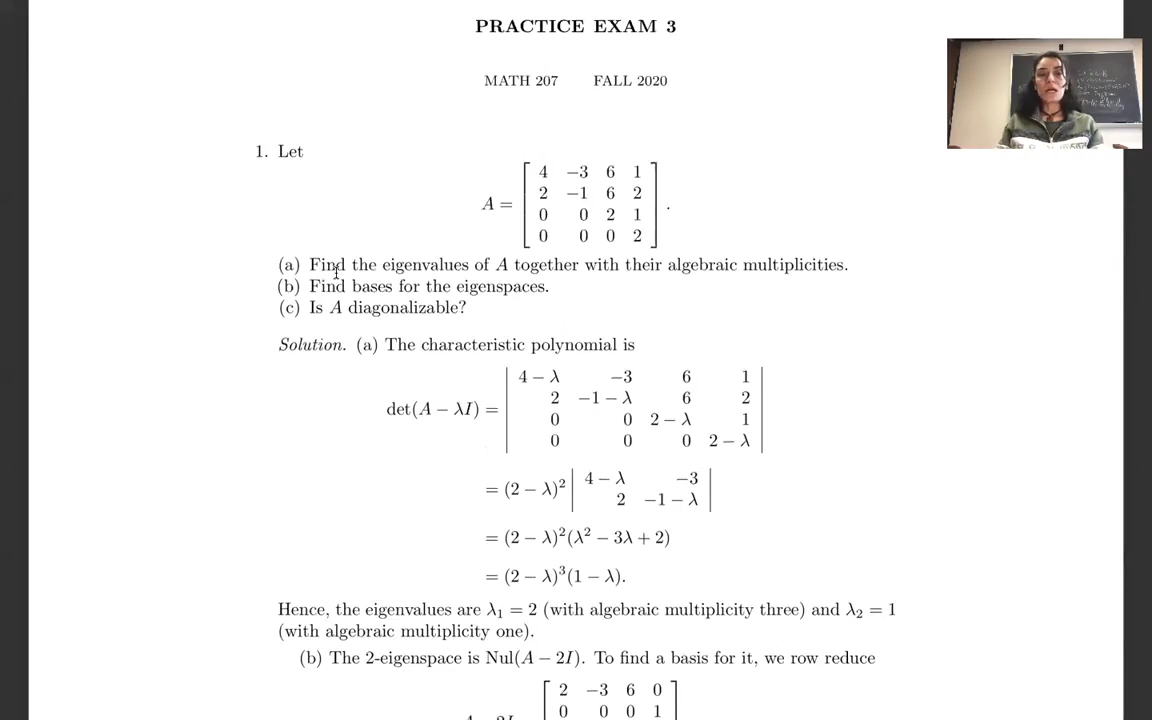 PRACTICE EXAM 3
MATH 207 FALL 2020
1. Let
A = [ 4 −3 6 1
2 −1 6 2
0 0 2 1
0 0 0 2 ] .
(a) Find the eigenvalues of A together with their algebraic multiplicities.
(b) Find bases for the eigenspaces.
(c) Is A diagonalizable?
Solution. (a) The characteristic polynomial is
det(A − λI) = | 4 − λ −3 6 1
2 −1 − λ 6 2
0 0 2 − λ 1
0 0 0 2 − λ |
= (2 − λ)² | 4 − λ −3
2 −1 − λ |
= (2 − λ)²(λ² − 3λ + 2)
= (2 − λ)³(1 − λ).
Hence, the eigenvalues are λ₁ = 2 (with algebraic multiplicity three) and λ₂ = 1
(with algebraic multiplicity one).
(b) The 2-eigenspace is Nul(A − 2I). To find a basis for it, we row reduce
[ 2 −3 6 0 ]
0 0 0 1